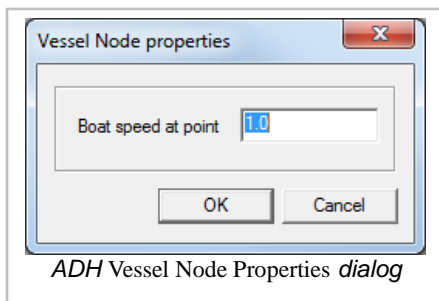 Vessel Node properties
Boat speed at point 1.0
OK Cancel
ADH Vessel Node Properties dialog